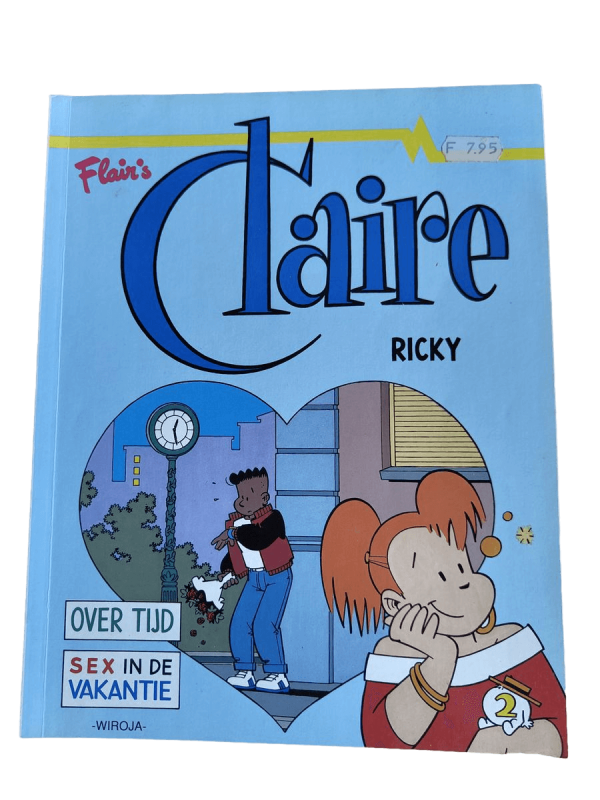 Flair's
F 7.95
Claire
RICKY
OVER TIJD
SEX IN DE
VAKANTIE
-WIROJA-
2